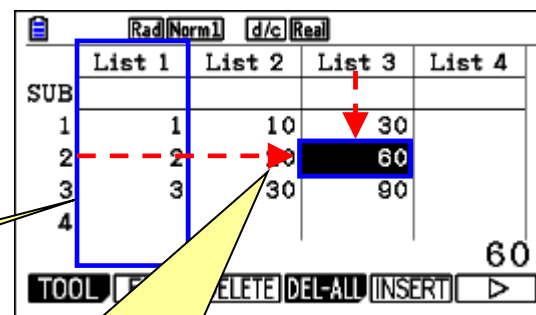 Rad Norm1 d/c Real
List 1 List 2 List 3 List 4
SUB
1 1 10 30
2 2 60
3 3 30 90
4
60
TOOL DEL-ALL INSERT